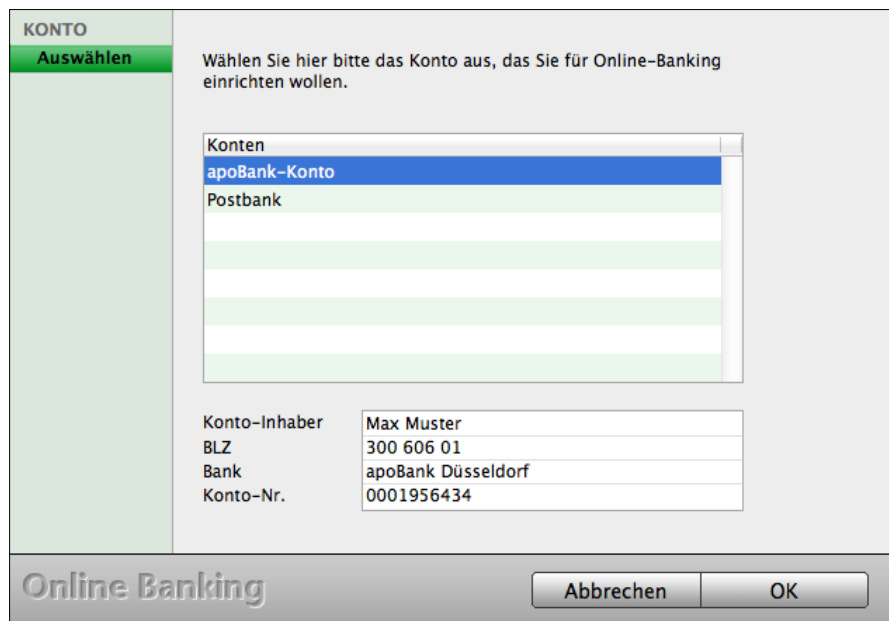 KONTO
Auswählen
Wählen Sie hier bitte das Konto aus, das Sie für Online-Banking
einrichten wollen.
Konten
apoBank-Konto
Postbank
Konto-Inhaber Max Muster
BLZ 300 606 01
Bank apoBank Düsseldorf
Konto-Nr. 0001956434
Online Banking
Abbrechen OK